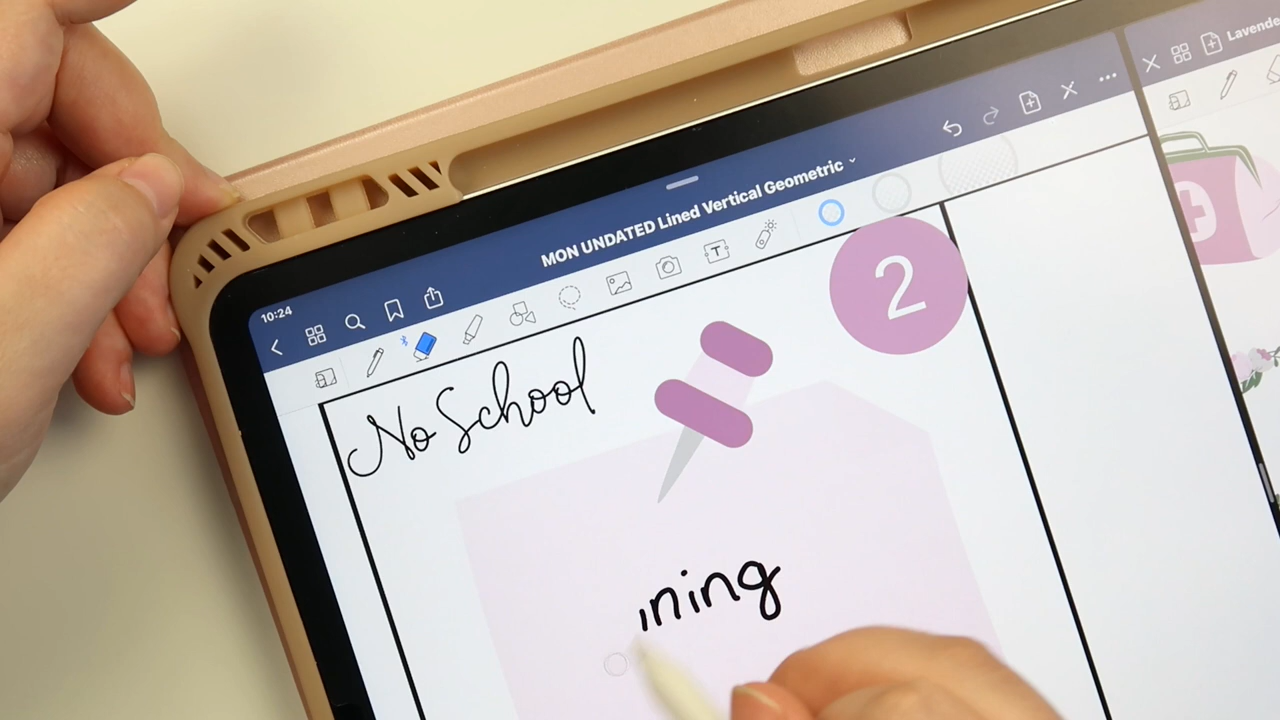 Lavende
MON UNDATED Lined Vertical Geometric
10:24
T
2
No School
ining